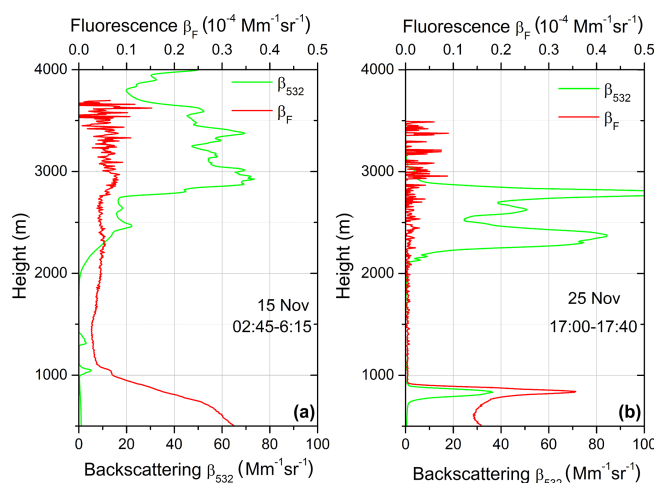 Fluorescence β_F (10⁻⁴ Mm⁻¹sr⁻¹)
0.0 0.1 0.2 0.3 0.4 0.5
4000
3000
2000
1000
Height (m)
β₅₃₂
β_F
15 Nov
02:45-6:15
(a)
0 20 40 60 80 100
Backscattering β₅₃₂ (Mm⁻¹sr⁻¹)
Fluorescence β_F (10⁻⁴ Mm⁻¹sr⁻¹)
0.0 0.1 0.2 0.3 0.4 0.5
4000
3000
2000
1000
Height (m)
β₅₃₂
β_F
25 Nov
17:00-17:40
(b)
0 20 40 60 80 100
Backscattering β₅₃₂ (Mm⁻¹sr⁻¹)